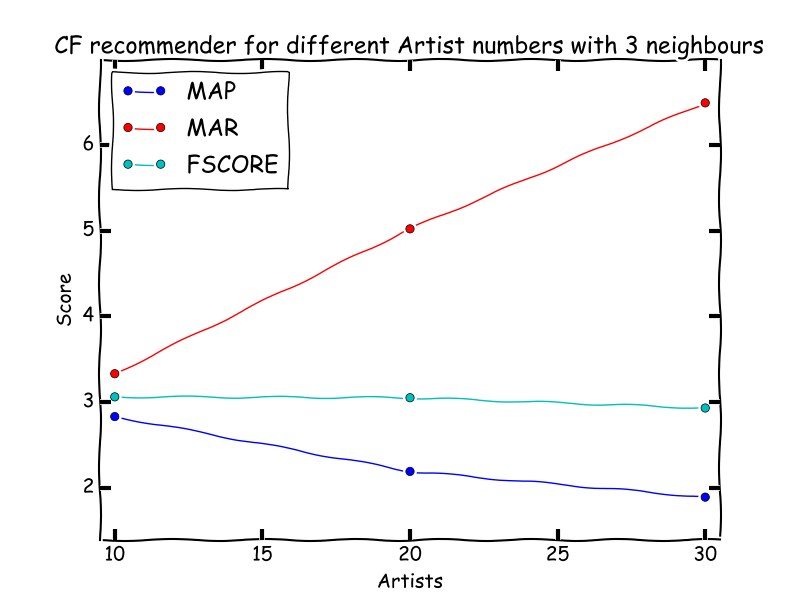 CF recommender for different Artist numbers with 3 neighbours
MAP
MAR
FSCORE
6
5
4
3
2
Score
10 15 20 25 30
Artists